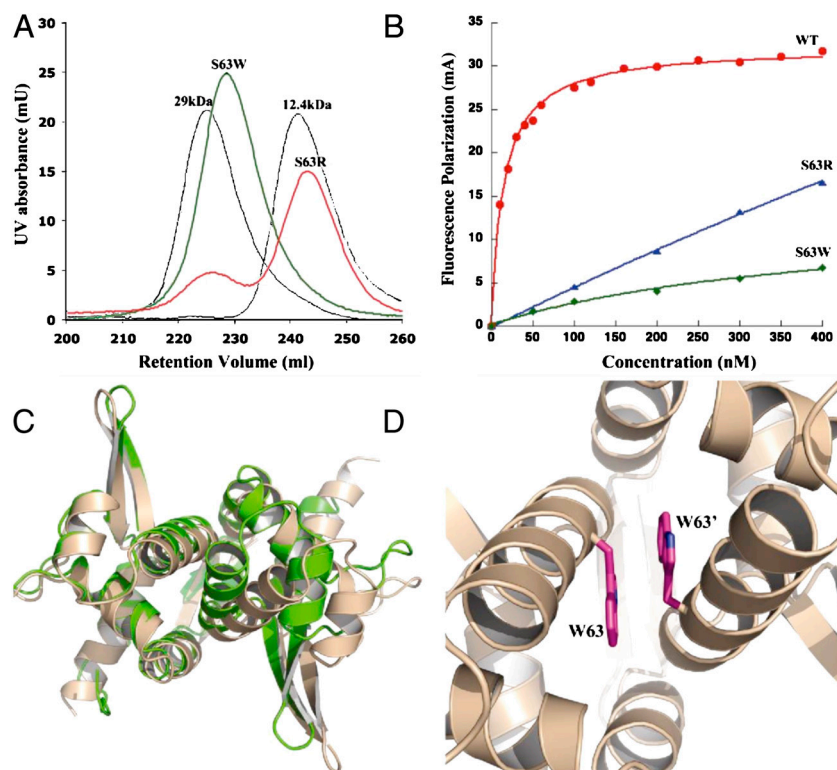 A
UV absorbance (mU)
30
25
20
15
10
5
0
29kDa
S63W
12.4kDa
S63R
200 210 220 230 240 250 260
Retention Volume (ml)
B
Fluorescence Polarization (mA)
35
30
25
20
15
10
5
0
WT
S63R
S63W
0 50 100 150 200 250 300 350 400
Concentration (nM)
C
D
W63'
W63